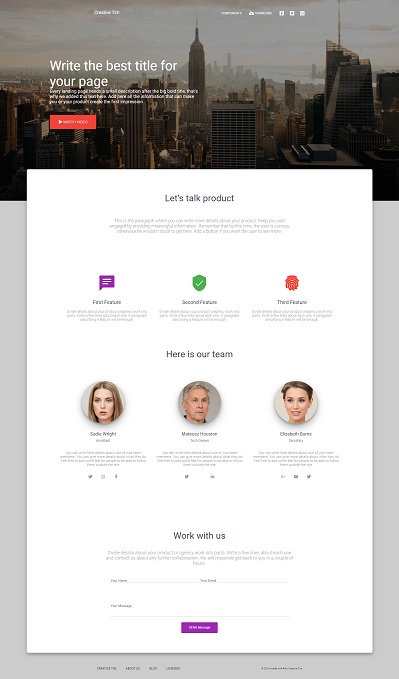 Creative Tim
COMPONENTS
DOWNLOAD
Write the best title for
your page
Every landing page needs a small description after the big bold title, that's
why we added this text here. Add here all the information that can make
you or your product create the first impression.
WATCH VIDEO
Let's talk product
This is the paragraph where you can write more details about your product. Keep you user
engaged by providing meaningful information. Remember that by this time, the user is curious,
otherwise he wouldn't scroll to get here. Add a button if you want the user to see more.
First Feature
Second Feature
Third Feature
Divide details about your product or agency work into
parts. Write a few lines about each one. A paragraph
describing a feature will be enough.
Divide details about your product or agency work into
parts. Write a few lines about each one. A paragraph
describing a feature will be enough.
Divide details about your product or agency work into
parts. Write a few lines about each one. A paragraph
describing a feature will be enough.
Here is our team
Sadie Wright
Assistant
Mateusz Houston
Tech Owners
Elizabeth Burns
Secretary
You can write here details about one of your team
members. You can give more details about what they do.
Feel free to add some link for people to be able to follow
them outside the site.
You can write here details about one of your team
members. You can give more details about what they do.
Feel free to add some link for people to be able to follow
them outside the site.
You can write here details about one of your team
members. You can give more details about what they do.
Feel free to add some link for people to be able to follow
them outside the site.
Work with us
Divide details about your product or agency work into parts. Write a few lines about each one
and contact us about any further collaboration. We will responde get back to you in a couple of
hours.
Your Name
Your Email
Your Message
SEND Message
CREATIVE TIM
ABOUT US
BLOG
LICENSES